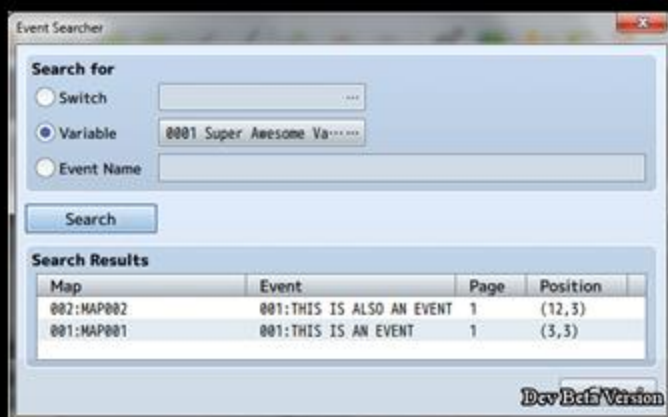 Event Searcher
Search for
Switch ...
Variable 0001 Super Awesome Va......
Event Name
Search
Search Results
Map Event Page Position
002:MAP002 001:THIS IS ALSO AN EVENT 1 (12,3)
001:MAP001 001:THIS IS AN EVENT 1 (3,3)
Dev Beta Version